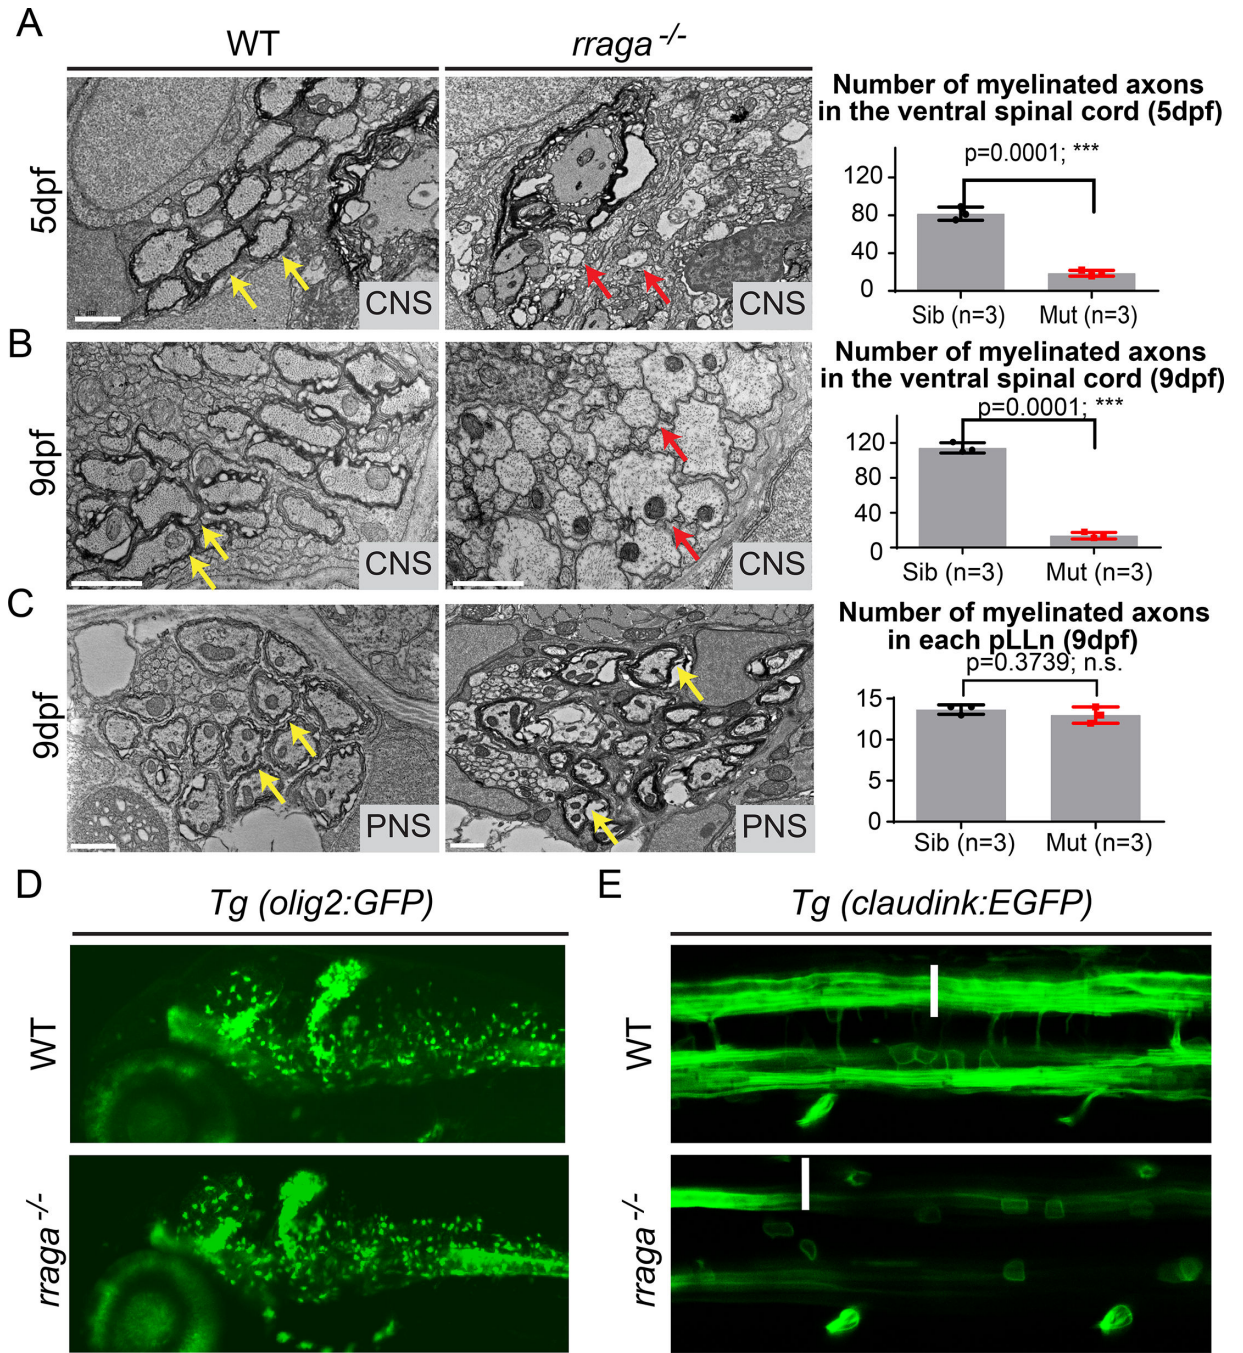 A
WT
rraga -/-
5dpf
CNS
CNS
Number of myelinated axons
in the ventral spinal cord (5dpf)
p=0.0001; ***
120
80
40
0
Sib (n=3)
Mut (n=3)
B
9dpf
CNS
CNS
Number of myelinated axons
in the ventral spinal cord (9dpf)
p=0.0001; ***
120
80
40
0
Sib (n=3)
Mut (n=3)
C
9dpf
PNS
PNS
Number of myelinated axons
in each pLLn (9dpf)
p=0.3739; n.s.
15
10
5
0
Sib (n=3)
Mut (n=3)
D
Tg (olig2:GFP)
WT
rraga -/-
E
Tg (claudink:EGFP)
WT
rraga -/-